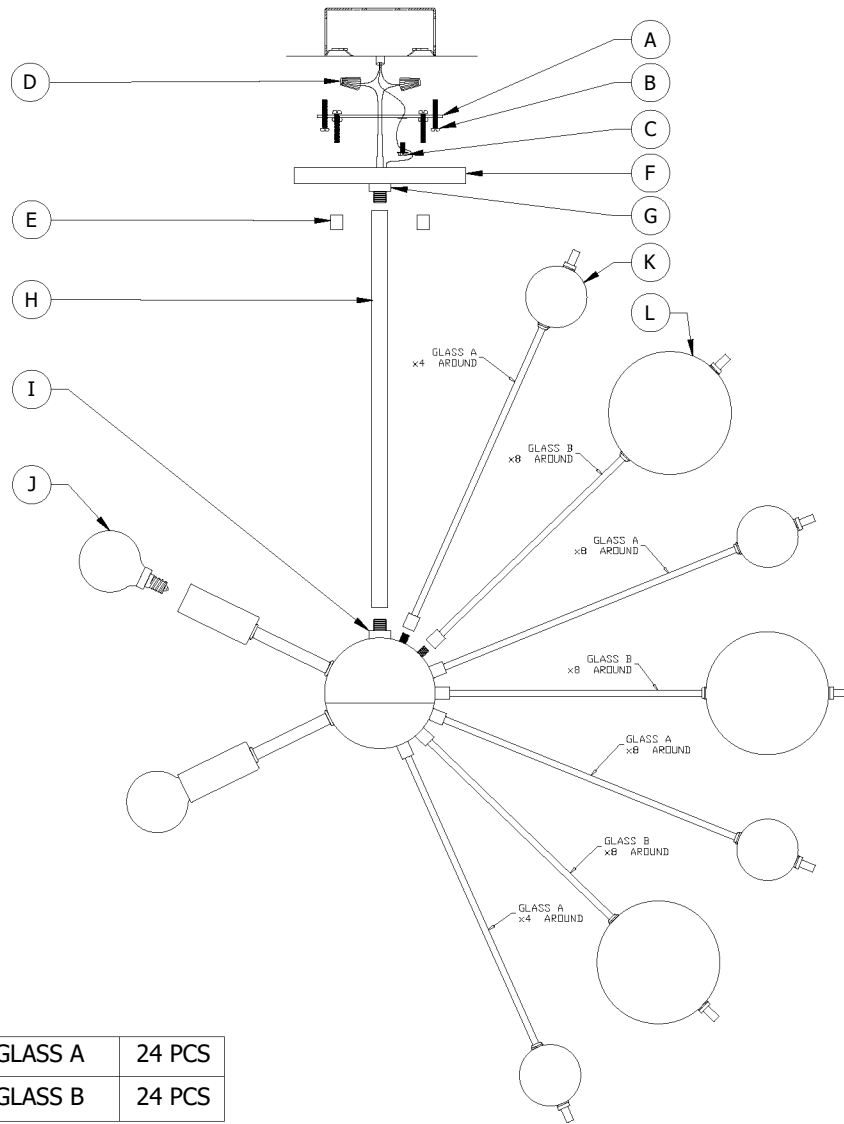 A
D
B
C
F
E
G
K
H
L
GLASS A
x4 AROUND
I
GLASS B
x8 AROUND
J
GLASS A
x8 AROUND
GLASS B
x8 AROUND
GLASS A
x8 AROUND
GLASS B
x8 AROUND
GLASS A
x4 AROUND
GLASS A 24 PCS
GLASS B 24 PCS